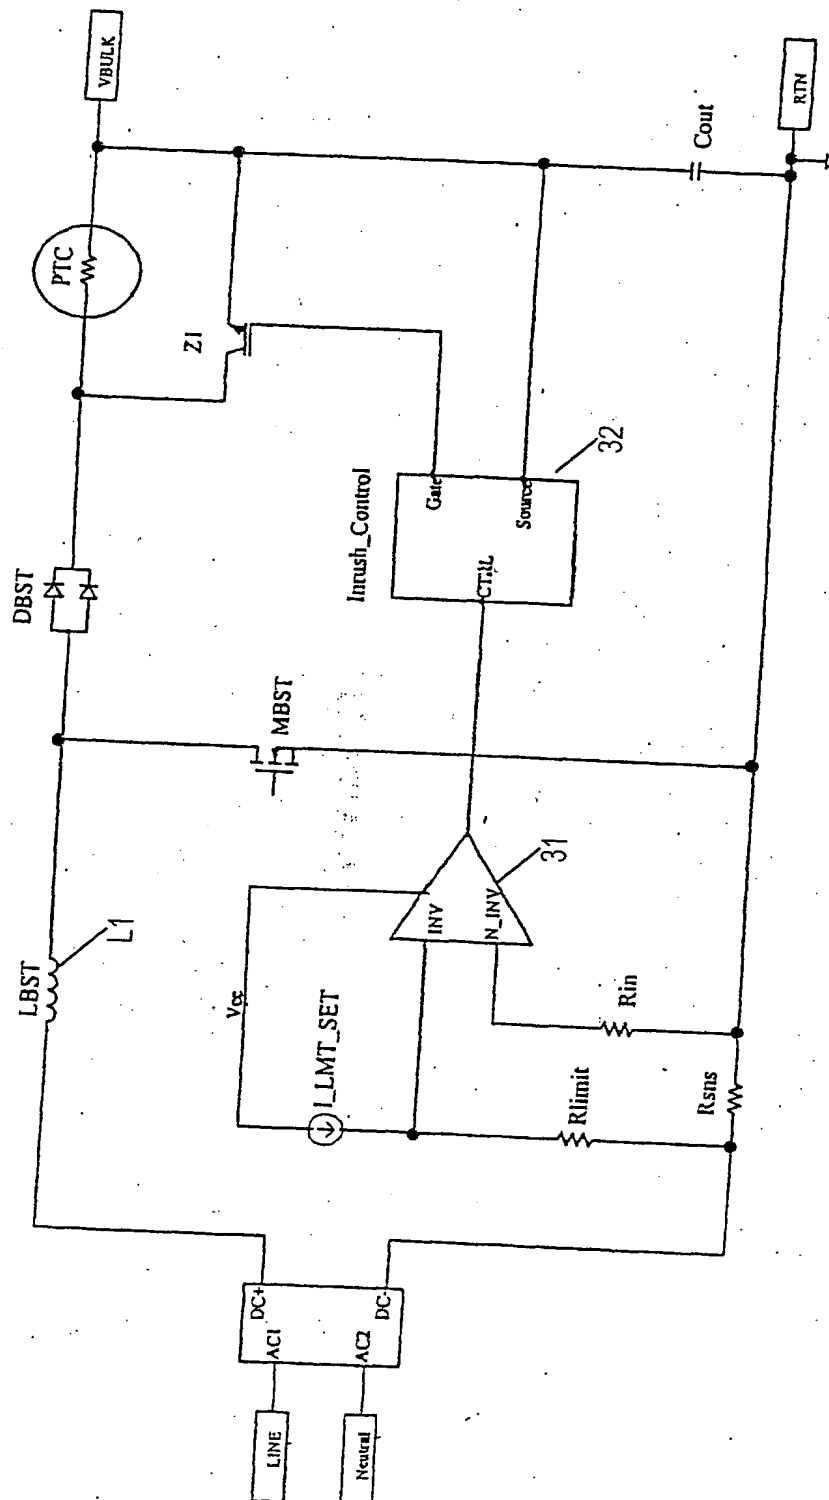 VBULK
RTN
Cout
PTC
Z1
32
Inrush_Control
Gate
Source
CTRL
DBST
MBST
31
INV
N_INV
L1
LBST
Vcc
I_LMT_SET
Rin
Rlimit
Rsns
DC+
DC-
AC1
AC2
LINE
Neutral